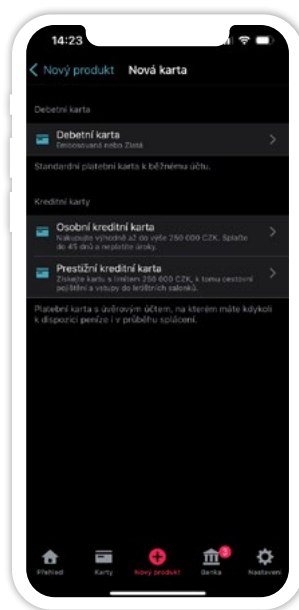 14:23
Nový produkt
Nová karta
Debetní karta
Debetní karta
Embosovaná nebo Zlatá
Standardní platební karta k běžnému účtu.
Kreditní karty
Osobní kreditní karta
Nakupujte výhodně až do výše 250 000 CZK. Splaťte
do 45 dnů a neplatíte úroky.
Prestižní kreditní karta
Získejte kartu s limitem 250 000 CZK, k tomu cestovní
pojištění a vstupy do letištních salonků.
Platební karta s úvěrovým účtem, na kterém máte kdykoli
k dispozici peníze i v průběhu splácení.
3
Přehled
Karty
Nový produkt
Banka
Nastavení